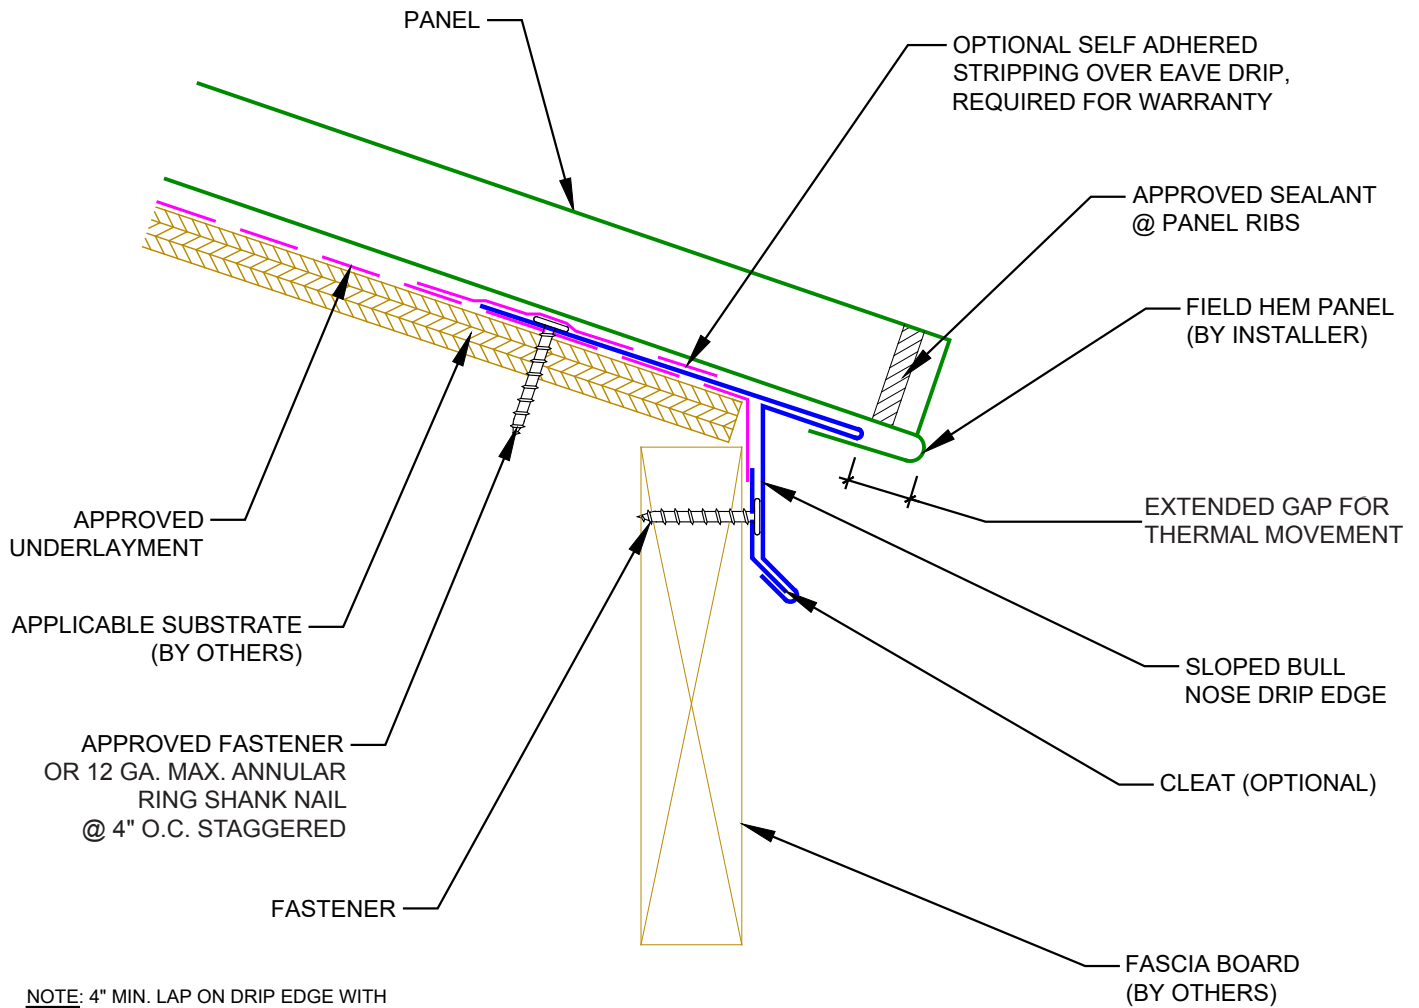 PANEL
OPTIONAL SELF ADHERED
STRIPPING OVER EAVE DRIP,
REQUIRED FOR WARRANTY
APPROVED SEALANT
@ PANEL RIBS
FIELD HEM PANEL
(BY INSTALLER)
EXTENDED GAP FOR
THERMAL MOVEMENT
APPROVED
UNDERLAYMENT
APPLICABLE SUBSTRATE
(BY OTHERS)
SLOPED BULL
NOSE DRIP EDGE
APPROVED FASTENER
OR 12 GA. MAX. ANNULAR
RING SHANK NAIL
@ 4" O.C. STAGGERED
CLEAT (OPTIONAL)
FASTENER
FASCIA BOARD
(BY OTHERS)
NOTE: 4" MIN. LAP ON DRIP EDGE WITH